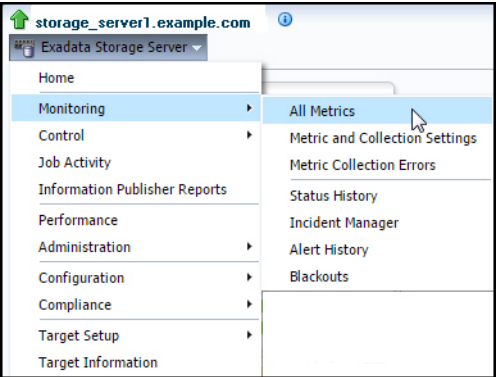 storage_server1.example.com
Exadata Storage Server
Home
Monitoring
Control
Job Activity
Information Publisher Reports
Performance
Administration
Configuration
Compliance
Target Setup
Target Information
All Metrics
Metric and Collection Settings
Metric Collection Errors
Status History
Incident Manager
Alert History
Blackouts